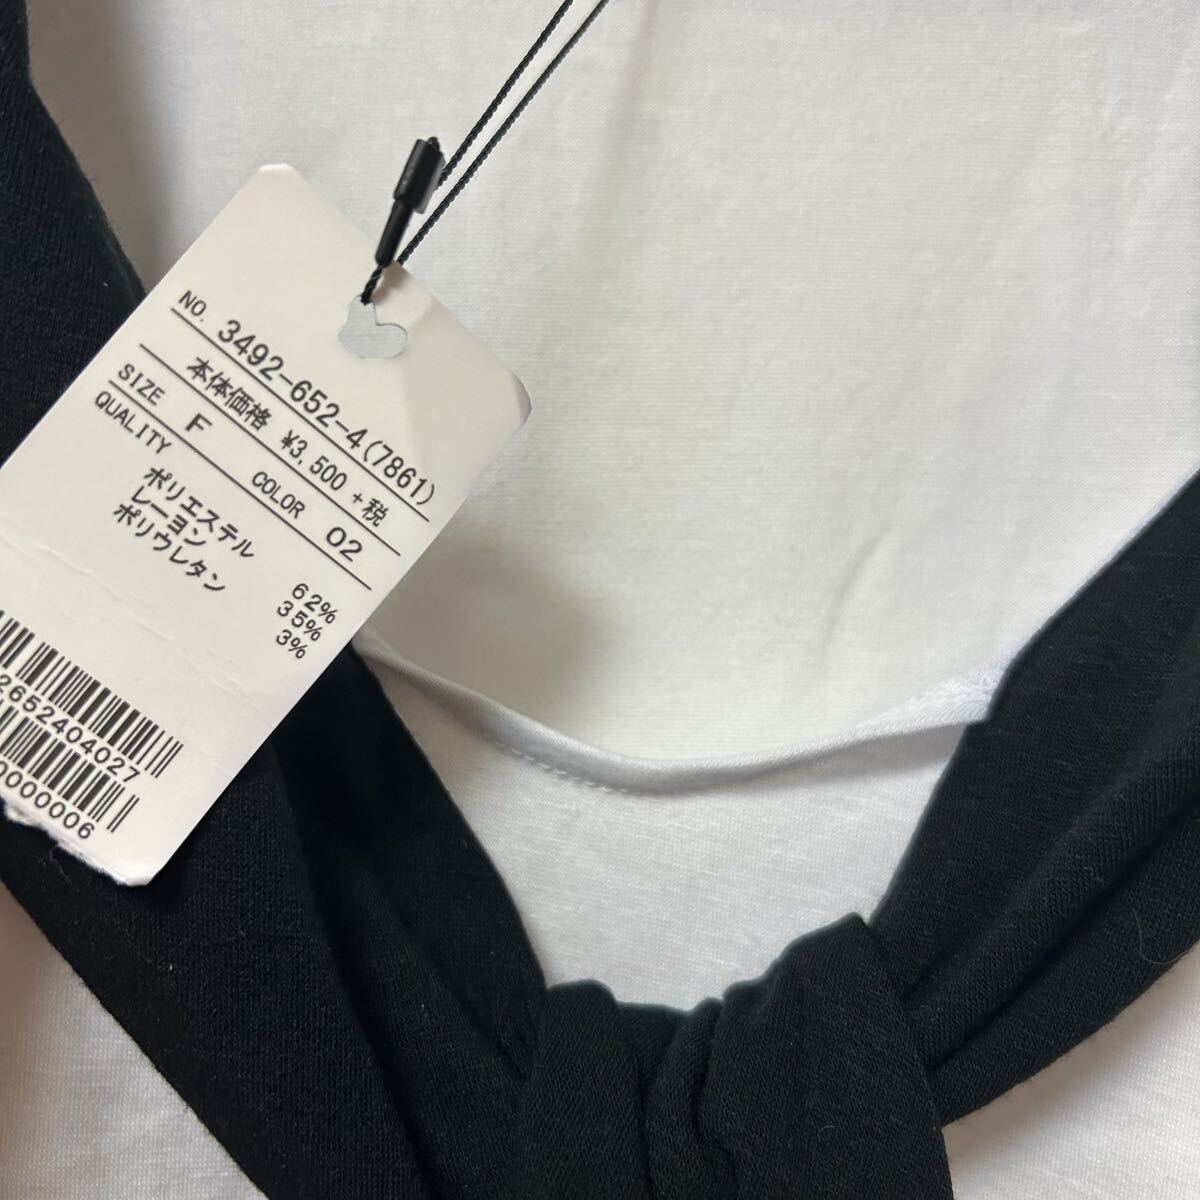 NO. 3492-652-4(7861)
本体価格 ¥3,500 +税
SIZE F COLOR 02
QUALITY
ポリエステル 62%
レーヨン 35%
ポリウレタン 3%
2652404027
0000006